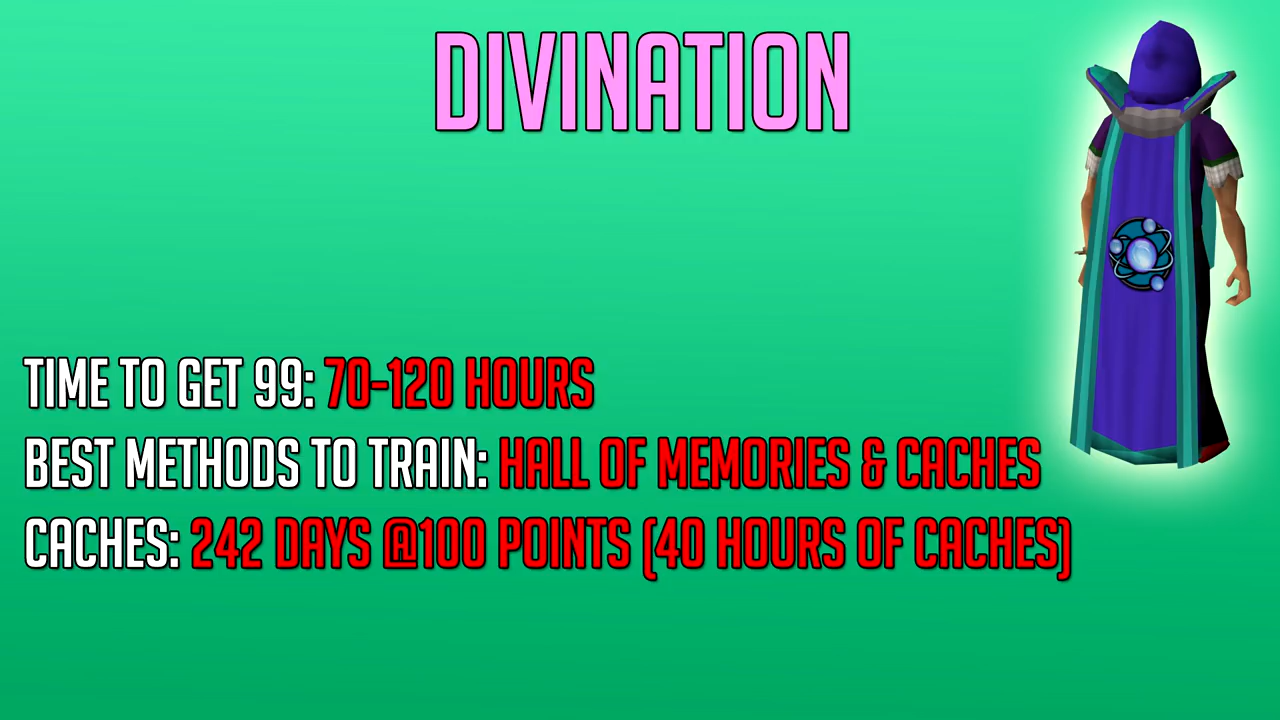 DIVINATION
TIME TO GET 99: 70-120 HOURS
BEST METHODS TO TRAIN: HALL OF MEMORIES & CACHES
CACHES: 242 DAYS @100 POINTS (40 HOURS OF CACHES)